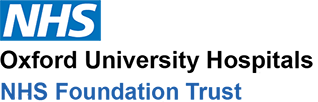 NHS
Oxford University Hospitals
NHS Foundation Trust